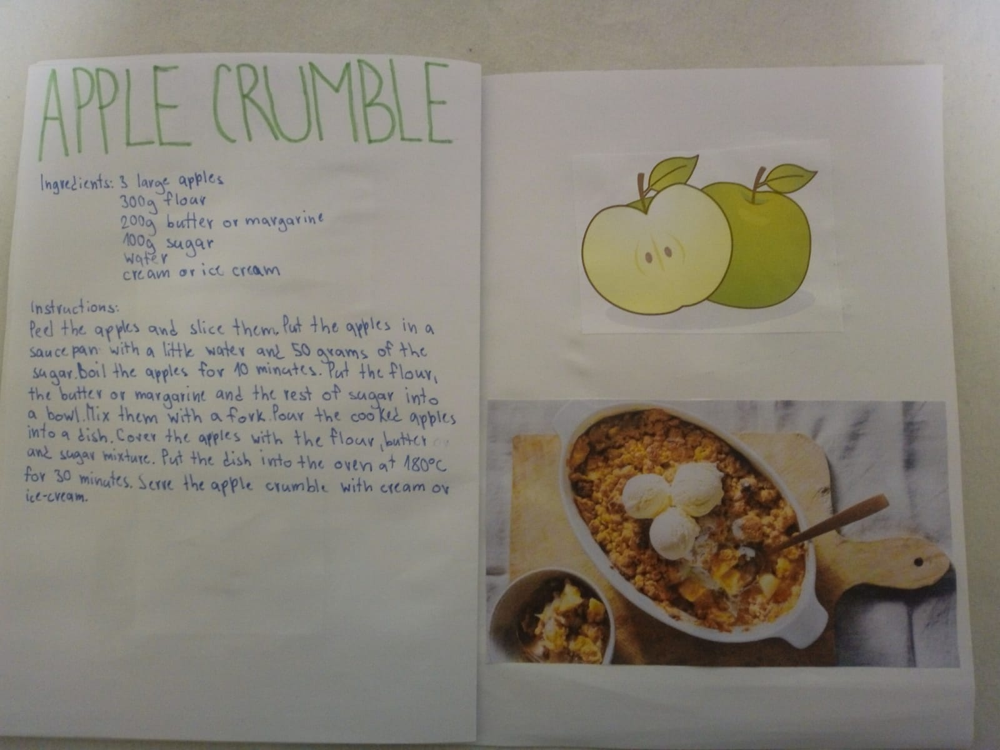 APPLE CRUMBLE
Ingredients: 3 large apples
300g flour
200g butter or margarine
100g sugar
water
cream or ice cream
Instructions:
Peel the apples and slice them. Put the apples in a
saucepan with a little water and 50 grams of the
sugar. Boil the apples for 10 minutes. Put the flour,
the butter or margarine and the rest of sugar into
a bowl. Mix them with a fork. Pour the cooked apples
into a dish. Cover the apples with the flour, butter or
and sugar mixture. Put the dish into the oven at 180°C
for 30 minutes. Serve the apple crumble with cream or
ice-cream.